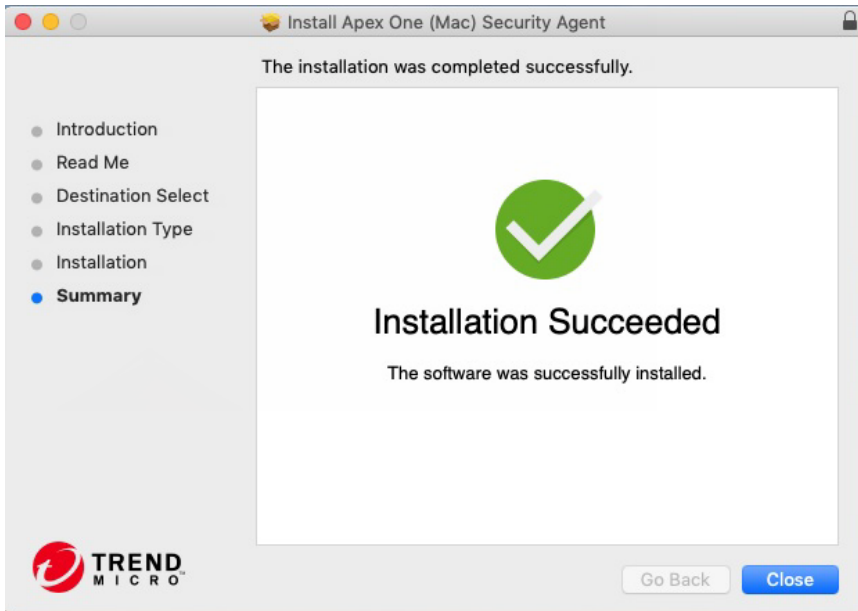 Install Apex One (Mac) Security Agent
The installation was completed successfully.
Introduction
Read Me
Destination Select
Installation Type
Installation
Summary
Installation Succeeded
The software was successfully installed.
TREND
MICRO™
Go Back
Close